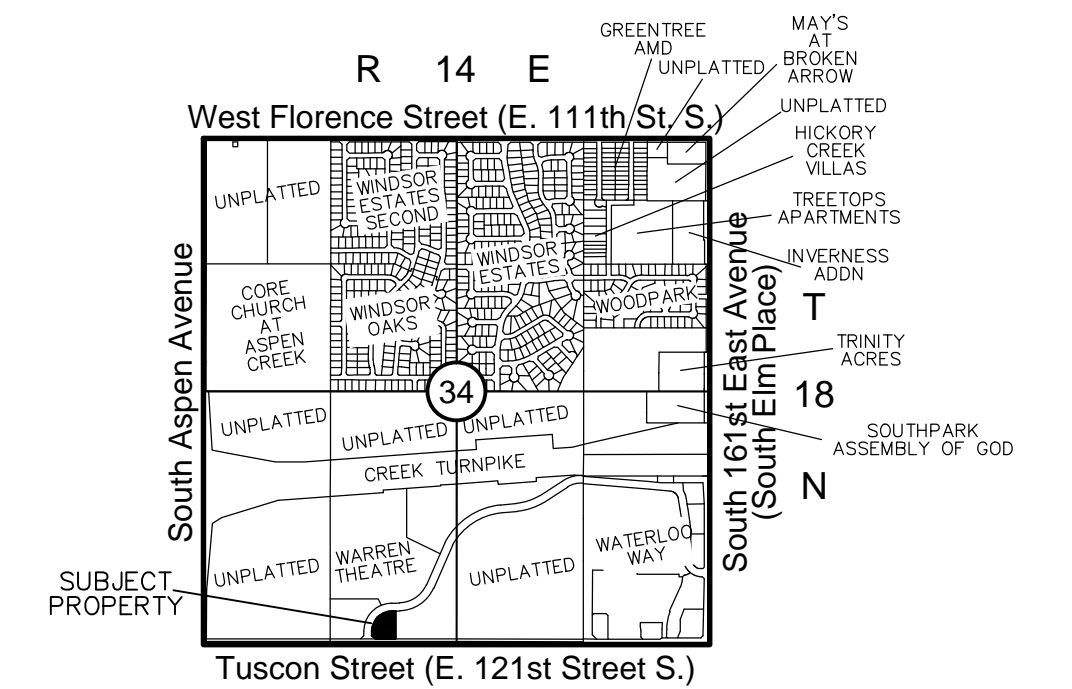 GREENTREE
AMD
UNPLATTED
MAY'S
AT
BROKEN
ARROW
R 14 E
UNPLATTED
West Florence Street (E. 111th St. S.)
HICKORY
CREEK
VILLAS
UNPLATTED
WINDSOR
ESTATES
SECOND
TREETOPS
APARTMENTS
WINDSOR
ESTATES
INVERNESS
ADDN
CORE
CHURCH
AT
ASPEN
CREEK
WINDSOR
OAKS
WOODPARK
T
TRINITY
ACRES
South Aspen Avenue
South 161st East Avenue
(South Elm Place)
34
18
UNPLATTED
UNPLATTED
UNPLATTED
SOUTHPARK
ASSEMBLY OF GOD
CREEK TURNPIKE
N
UNPLATTED
WARREN
THEATRE
UNPLATTED
WATERLOO
WAY
SUBJECT
PROPERTY
Tuscon Street (E. 121st Street S.)